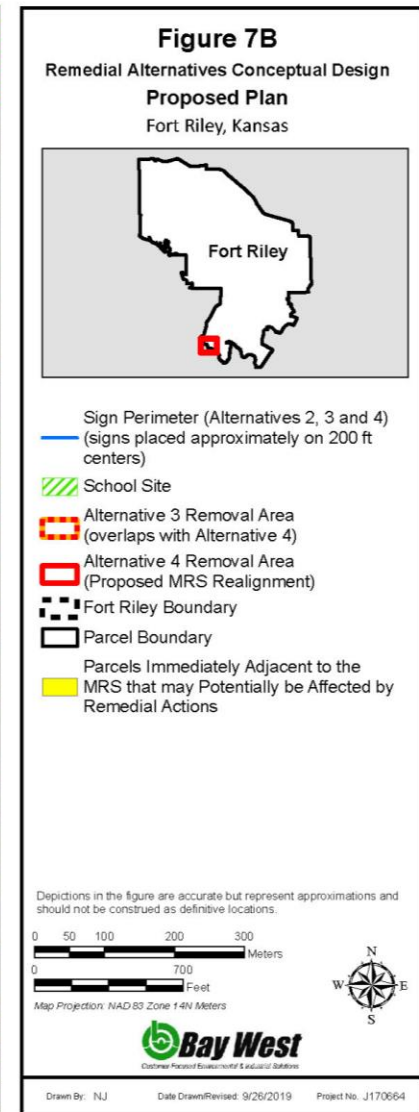 Figure 7B
Remedial Alternatives Conceptual Design
Proposed Plan
Fort Riley, Kansas
Fort Riley
Sign Perimeter (Alternatives 2, 3 and 4)
(signs placed approximately on 200 ft
centers)
School Site
Alternative 3 Removal Area
(overlaps with Alternative 4)
Alternative 4 Removal Area
(Proposed MRS Realignment)
Fort Riley Boundary
Parcel Boundary
Parcels Immediately Adjacent to the
MRS that may Potentially be Affected by
Remedial Actions
Depictions in the figure are accurate but represent approximations and
should not be construed as definitive locations.
0 50 100 200 300
Meters
0 700
Feet
Map Projection: NAD 83 Zone 14N Meters
N
W E
S
Bay West
Customer Focused Environmental & Industrial Solutions
Drawn By: NJ Date Drawn/Revised: 9/26/2019 Project No. J170664